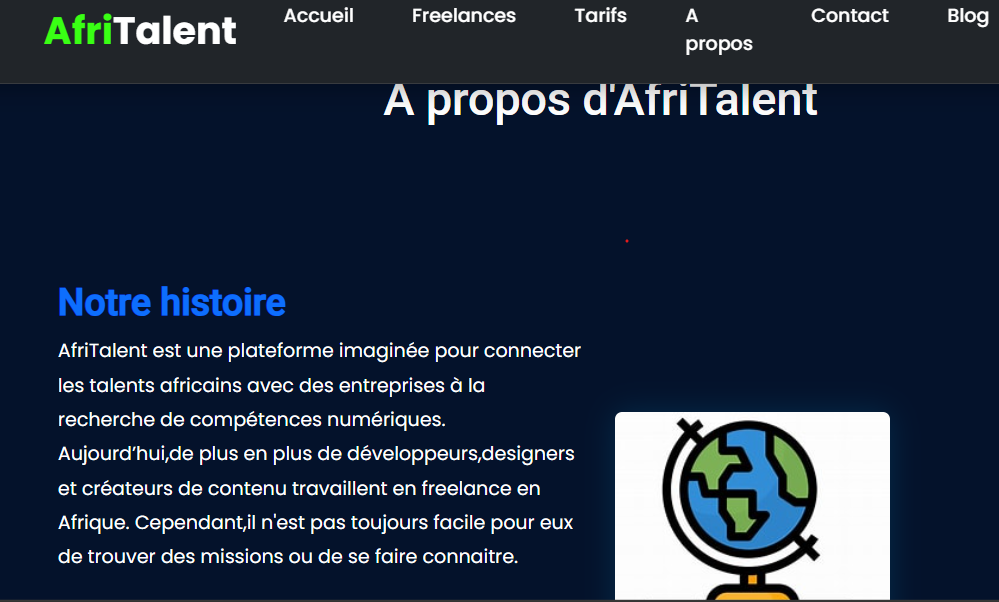 AfriTalent
Accueil
Freelances
Tarifs
A
propos
Contact
Blog
A propos d'AfriTalent
Notre histoire
AfriTalent est une plateforme imaginée pour connecter
les talents africains avec des entreprises à la
recherche de compétences numériques.
Aujourd’hui,de plus en plus de développeurs,designers
et créateurs de contenu travaillent en freelance en
Afrique. Cependant,il n'est pas toujours facile pour eux
de trouver des missions ou de se faire connaitre.